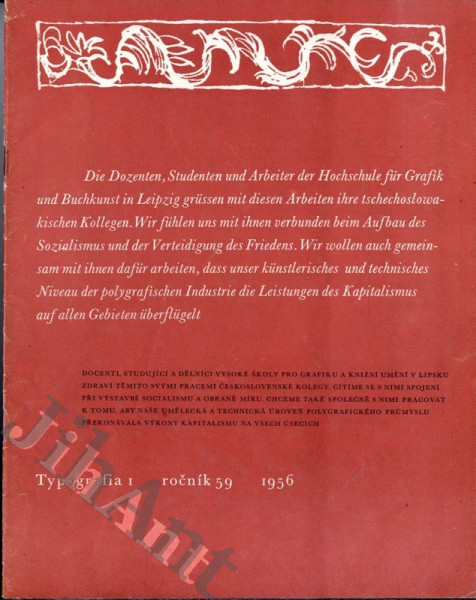 Die Dozenten, Studenten und Arbeiter der Hochschule für Grafik
und Buchkunst in Leipzig grüssen mit diesen Arbeiten ihre tschechoslowa-
kischen Kollegen. Wir fühlen uns mit ihnen verbunden beim Aufbau des
Sozialismus und der Verteidigung des Friedens. Wir wollen auch gemein-
sam mit ihnen dafür arbeiten, dass unser künstlerisches und technisches
Niveau der polygrafischen Industrie die Leistungen des Kapitalismus
auf allen Gebieten überflügelt
DOCENTI, STUDUJÍCÍ A DĚLNÍCI VYSOKÉ ŠKOLY PRO GRAFIKU A KNIŽNÍ UMĚNÍ V LIPSKU
ZDRAVÍ TĚMITO SVÝMI PRACEMI ČESKOSLOVENSKÉ KOLEGY. CÍTÍME SE S NIMI SPOJENI
PŘI VÝSTAVBĚ SOCIALISMU A OBRANĚ MÍRU. CHCEME TAKÉ SPOLEČNĚ S NIMI PRACOVAT
K TOMU, ABY NAŠE UMĚLECKÁ A TECHNICKÁ ÚROVEŇ POLYGRAFICKÉHO PRŮMYSLU
PŘEKONÁVALA VÝKONY KAPITALISMU NA VŠECH ÚSECÍCH
Typografia 1 ročník 59 1956
JihAnt